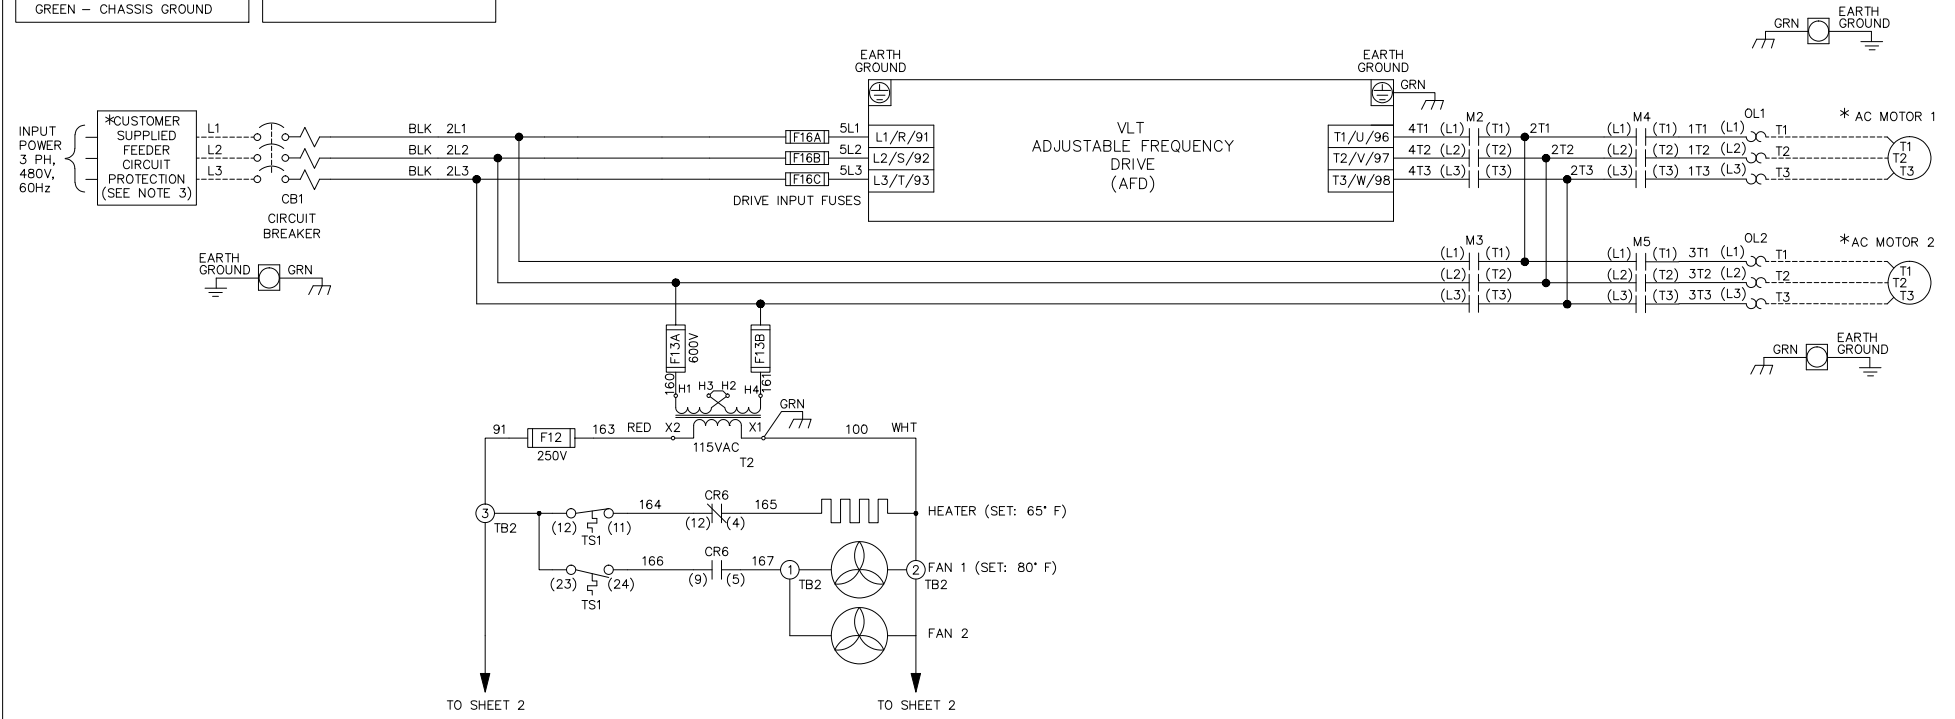 GREEN – CHASSIS GROUND
GRN
EARTH
GROUND
EARTH
GROUND
EARTH
GROUND
GRN
INPUT
POWER
3 PH,
480V,
60Hz
*CUSTOMER
SUPPLIED
FEEDER
CIRCUIT
PROTECTION
(SEE NOTE 3)
L1
L2
L3
CB1
CIRCUIT
BREAKER
BLK 2L1
BLK 2L2
BLK 2L3
F16A
F16B
F16C
DRIVE INPUT FUSES
5L1
5L2
5L3
L1/R/91
L2/S/92
L3/T/93
VLT
ADJUSTABLE FREQUENCY
DRIVE
(AFD)
T1/U/96
T2/V/97
T3/W/98
M2
4T1 (L1) (T1)
4T2 (L2) (T2)
4T3 (L3) (T3)
2T1
2T2
2T3
M4
(L1) (T1) 1T1 (L1)
(L2) (T2) 1T2 (L2)
(L3) (T3) 1T3 (L3)
OL1
T1
T2
T3
* AC MOTOR 1
T1
T2
T3
EARTH
GROUND
GRN
M3
(L1) (T1)
(L2) (T2)
(L3) (T3)
M5
(L1) (T1) 3T1 (L1)
(L2) (T2) 3T2 (L2)
(L3) (T3) 3T3 (L3)
OL2
T1
T2
T3
*AC MOTOR 2
T1
T2
T3
GRN
EARTH
GROUND
F13A
600V
F13B
160
161
H1 H3 H2 H4
GRN
91
F12
250V
163 RED X2
X1
100 WHT
115VAC
T2
3
TB2
(12) (11)
TS1
164
CR6
(12) (4)
165
HEATER (SET: 65° F)
(23) (24)
TS1
166
CR6
(9) (5)
167
1
TB2
2
TB2
FAN 1 (SET: 80° F)
FAN 2
TO SHEET 2
TO SHEET 2